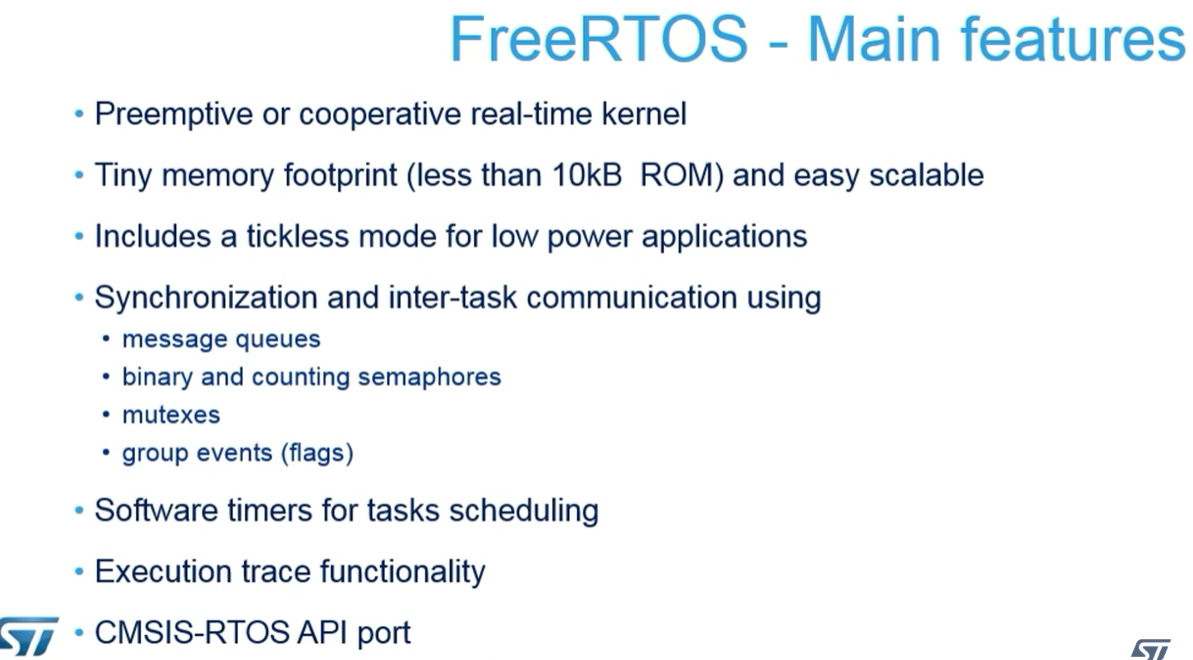 FreeRTOS - Main features
• Preemptive or cooperative real-time kernel
• Tiny memory footprint (less than 10kB ROM) and easy scalable
• Includes a tickless mode for low power applications
• Synchronization and inter-task communication using
• message queues
• binary and counting semaphores
• mutexes
• group events (flags)
• Software timers for tasks scheduling
• Execution trace functionality
• CMSIS-RTOS API port
ST
ST